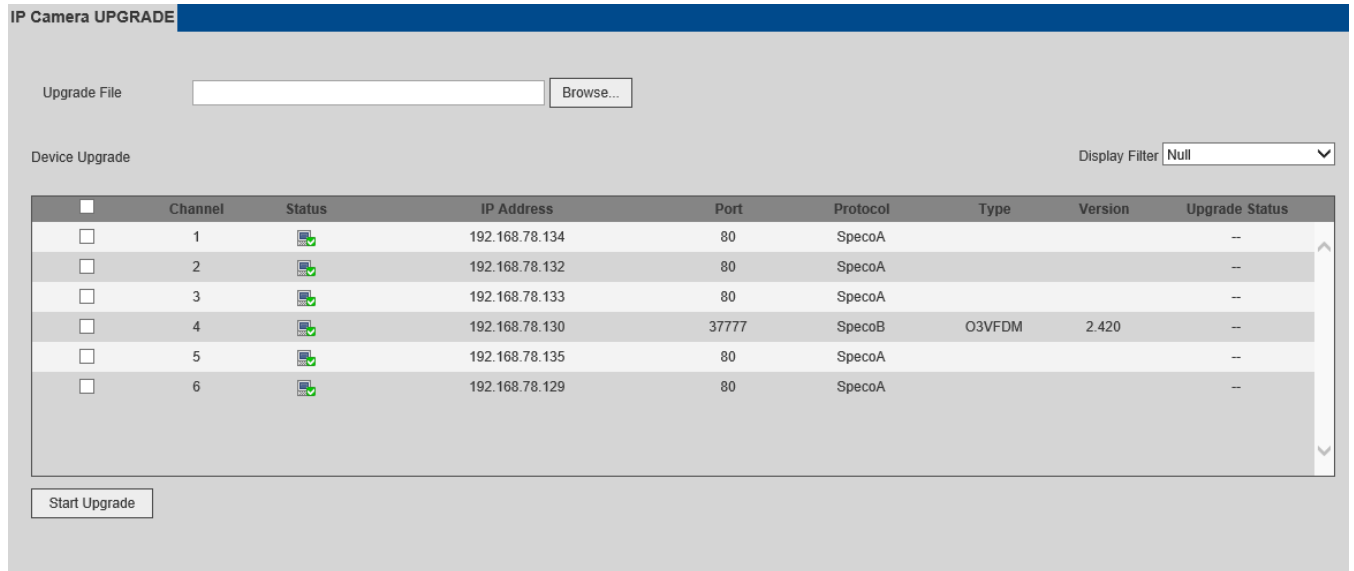 IP Camera UPGRADE
Upgrade File Browse...
Device Upgrade Display Filter Null
Channel Status IP Address Port Protocol Type Version Upgrade Status
1 192.168.78.134 80 SpecoA --
2 192.168.78.132 80 SpecoA --
3 192.168.78.133 80 SpecoA --
4 192.168.78.130 37777 SpecoB O3VFDM 2.420 --
5 192.168.78.135 80 SpecoA --
6 192.168.78.129 80 SpecoA --
Start Upgrade